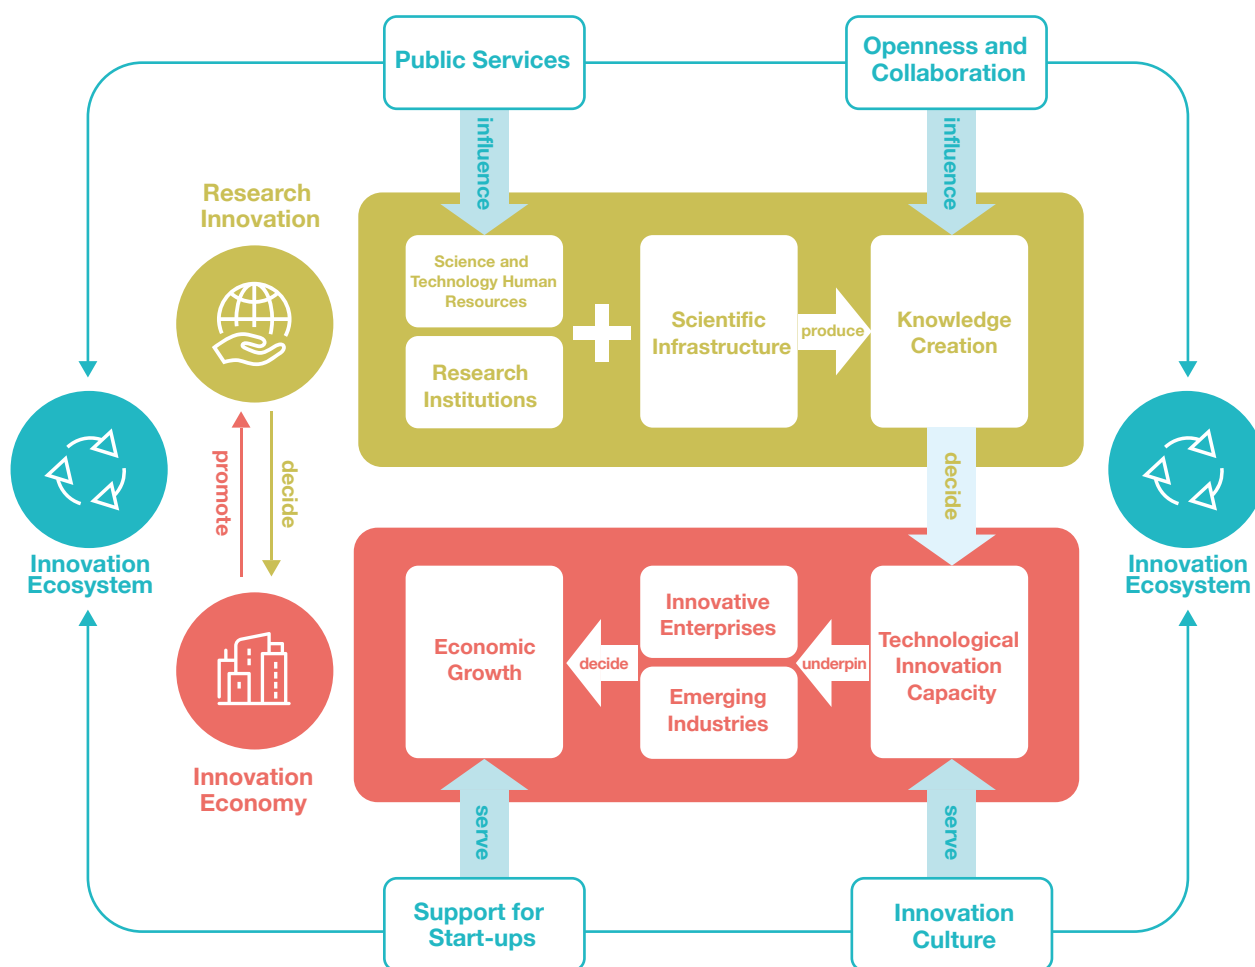 Public Services
Openness and
Collaboration
influence
influence
Research
Innovation
Science and
Technology Human
Resources
Research
Institutions
Scientific
Infrastructure
produce
Knowledge
Creation
promote
decide
decide
Innovation
Ecosystem
Innovation
Ecosystem
Innovation
Economy
Economic
Growth
decide
Innovative
Enterprises
Emerging
Industries
underpin
Technological
Innovation
Capacity
serve
serve
Support for
Start-ups
Innovation
Culture